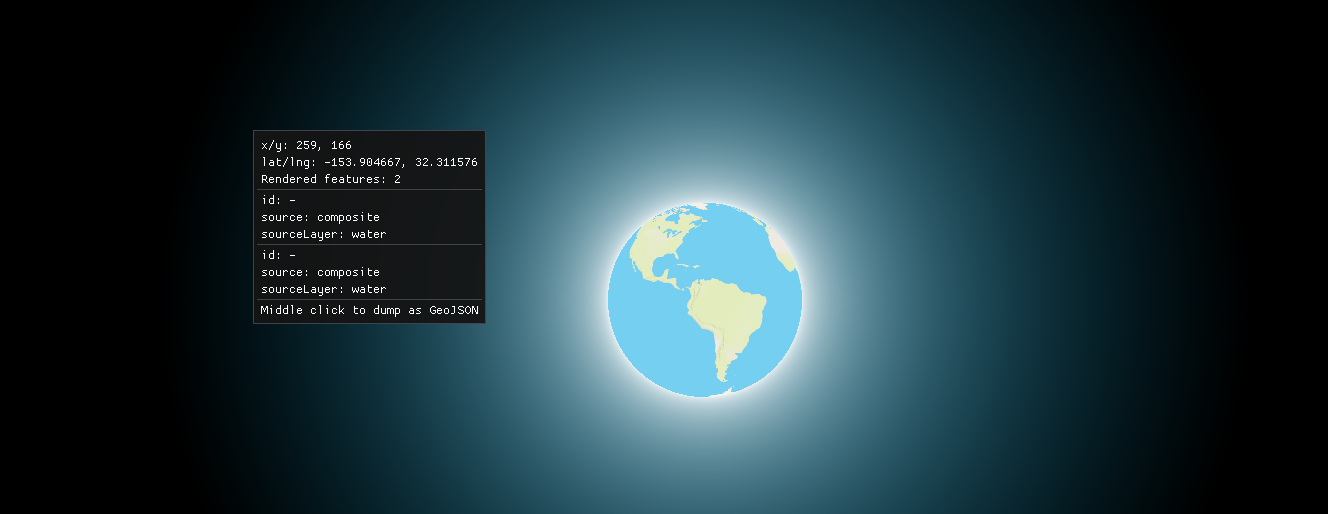 x/y: 259, 166
lat/lng: -153.904667, 32.311576
Rendered features: 2
id: -
source: composite
sourceLayer: water
id: -
source: composite
sourceLayer: water
Middle click to dump as GeoJSON